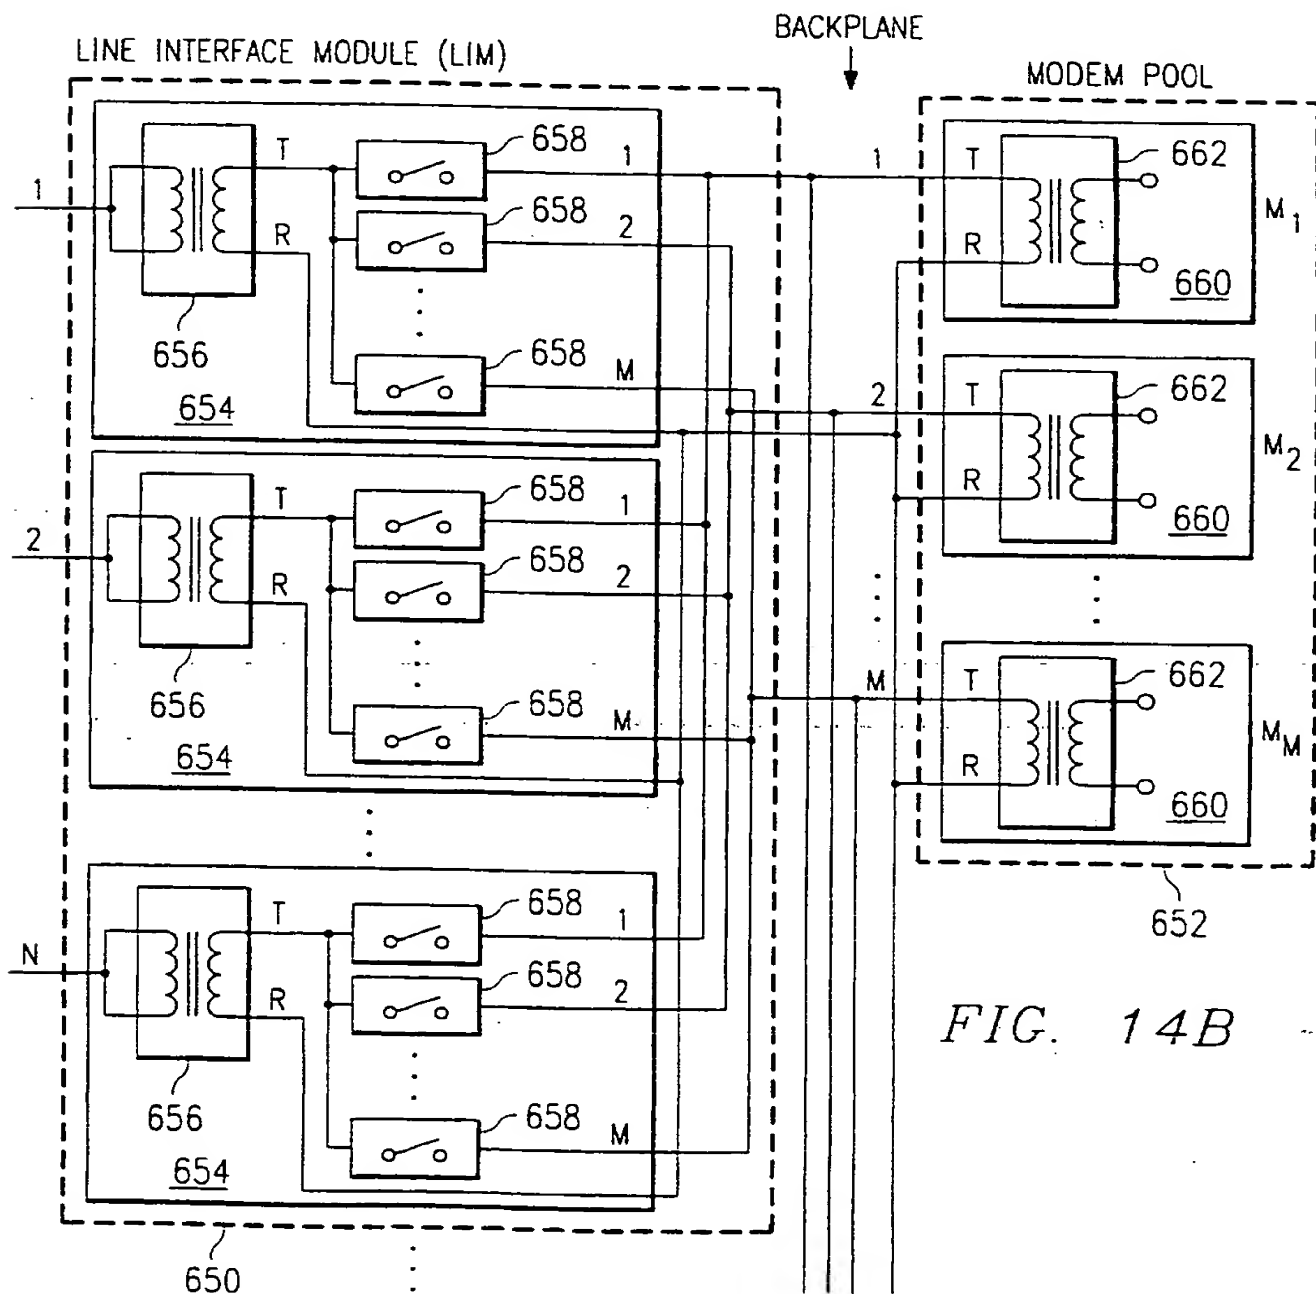 BACKPLANE
LINE INTERFACE MODULE (LIM)
MODEM POOL
1
T
R
656
654
658
1
658
2
658
M
2
T
R
656
654
658
1
658
2
658
M
N
T
R
656
654
658
1
658
2
658
M
650
1
T
R
662
660
M1
2
T
R
662
660
M2
M
T
R
662
660
MM
652
FIG. 14B